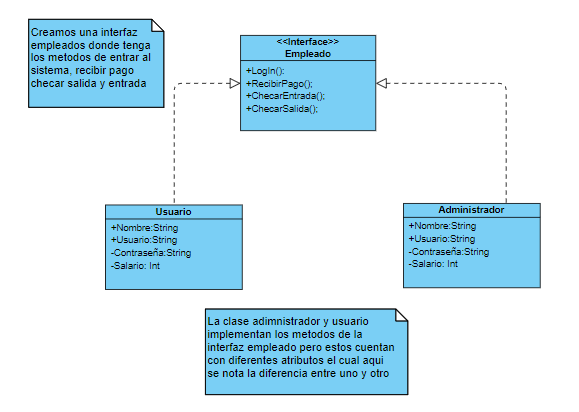 Creamos una interfaz
empleados donde tenga
los metodos de entrar al
sistema, recibir pago
checar salida y entrada
<<Interface>>
Empleado
+LogIn():
+RecibirPago();
+ChecarEntrada();
+ChecarSalida();
Usuario
+Nombre:String
+Usuario:String
-Contraseña:String
-Salario: Int
Administrador
+Nombre:String
+Usuario:String
-Contraseña:String
-Salario: Int
La clase adimnistrador y usuario
implementan los metodos de la
interfaz empleado pero estos cuentan
con diferentes atributos el cual aqui
se nota la diferencia entre uno y otro